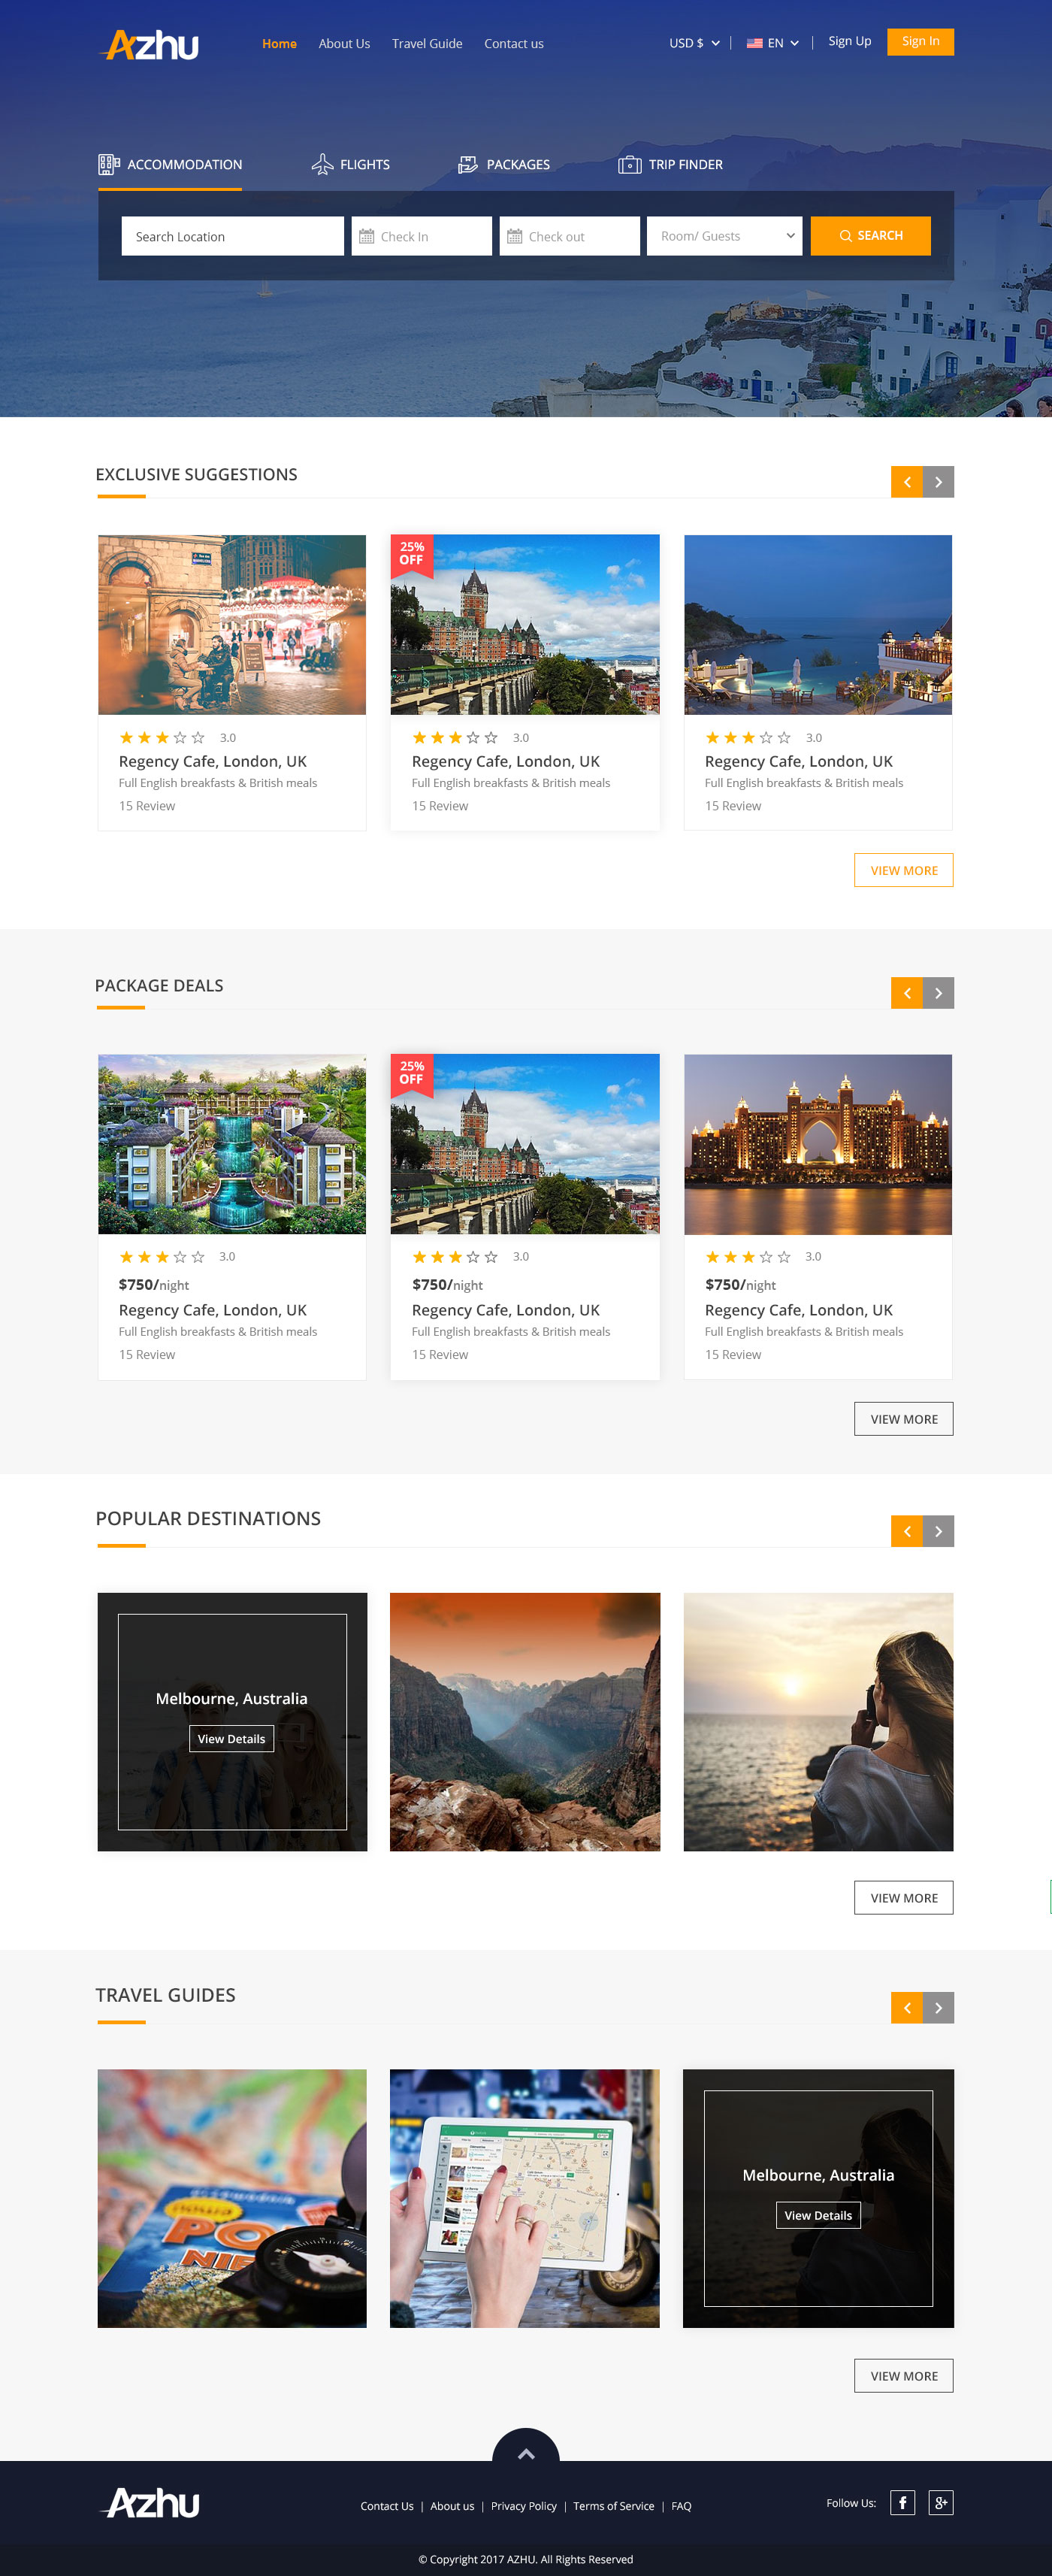 Azhu
Home About Us Travel Guide Contact us
USD $ EN Sign Up Sign In
ACCOMMODATION FLIGHTS PACKAGES TRIP FINDER
Search Location Check In Check out Room/ Guests SEARCH
EXCLUSIVE SUGGESTIONS
25%
OFF
3.0 3.0 3.0
Regency Cafe, London, UK Regency Cafe, London, UK Regency Cafe, London, UK
Full English breakfasts & British meals Full English breakfasts & British meals Full English breakfasts & British meals
15 Review 15 Review 15 Review
VIEW MORE
PACKAGE DEALS
25%
OFF
3.0 3.0 3.0
$750/night $750/night $750/night
Regency Cafe, London, UK Regency Cafe, London, UK Regency Cafe, London, UK
Full English breakfasts & British meals Full English breakfasts & British meals Full English breakfasts & British meals
15 Review 15 Review 15 Review
VIEW MORE
POPULAR DESTINATIONS
Melbourne, Australia
View Details
VIEW MORE
TRAVEL GUIDES
PO
NIE
Melbourne, Australia
View Details
VIEW MORE
Azhu
Contact Us | About us | Privacy Policy | Terms of Service | FAQ
Follow Us: f g+
© Copyright 2017 AZHU. All Rights Reserved